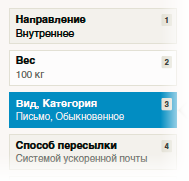 Направление 1
Внутреннее
Вес 2
100 кг
Вид, Категория 3
Письмо, Обыкновенное
Способ пересылки 4
Системой ускоренной почты